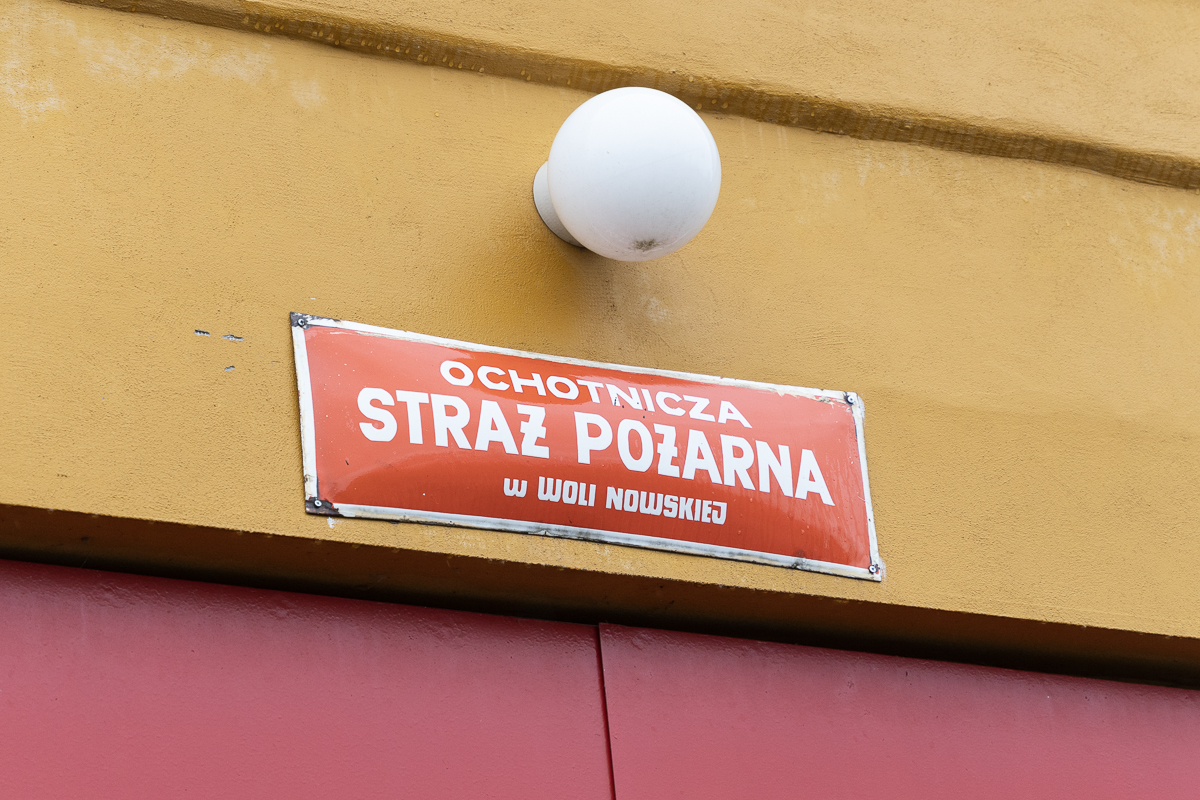 OCHOTNICZA
STRAŻ POŻARNA
w WOLI NOWSKIEJ